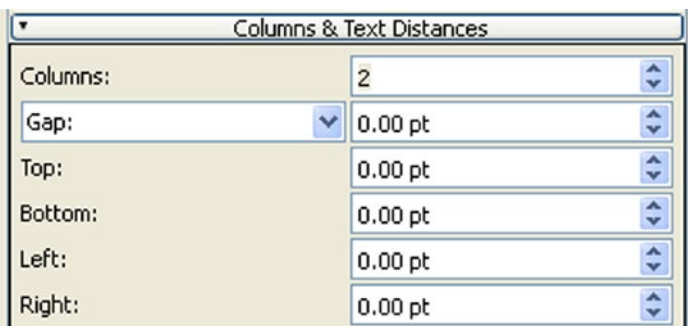 Columns & Text Distances
Columns: 2
Gap: 0.00 pt
Top: 0.00 pt
Bottom: 0.00 pt
Left: 0.00 pt
Right: 0.00 pt